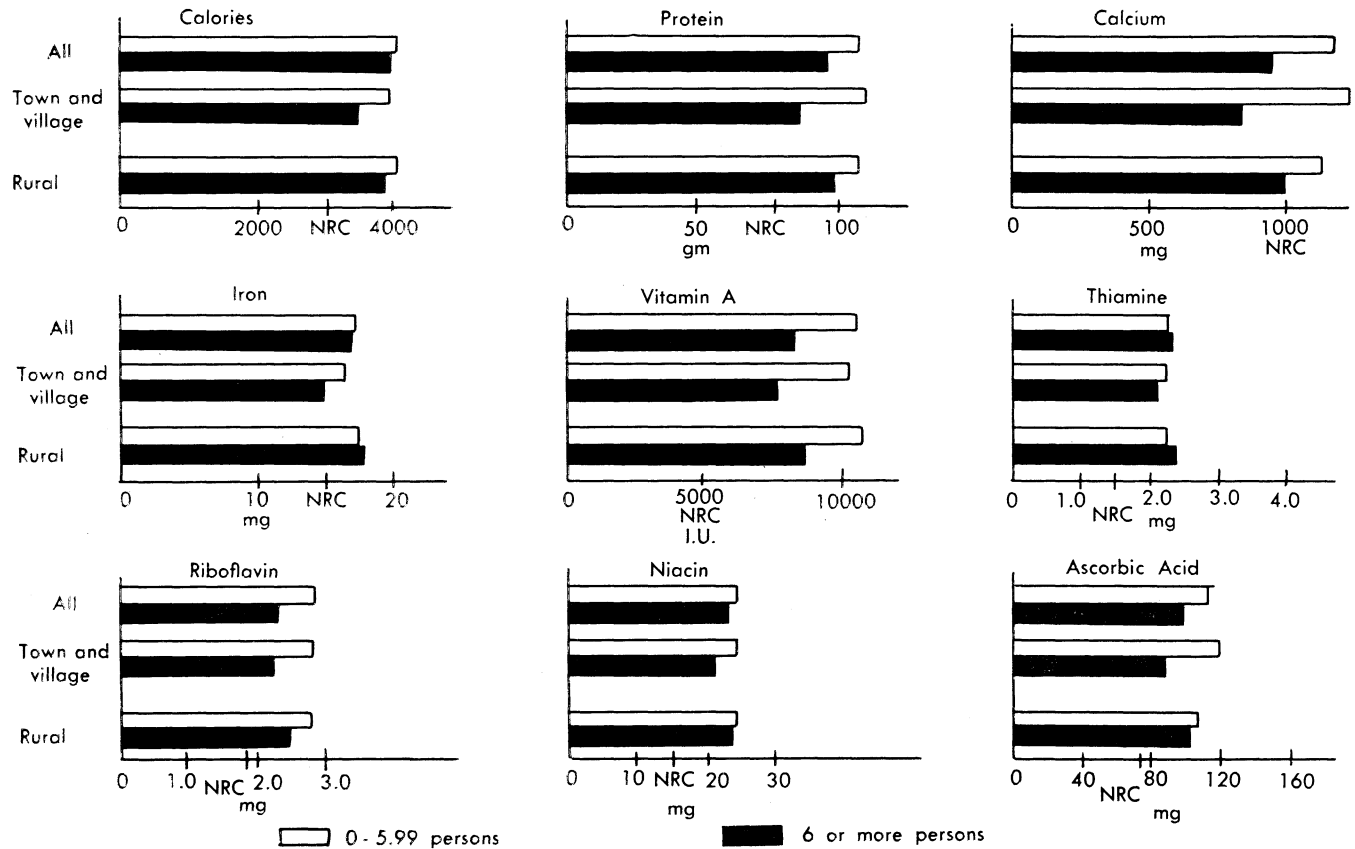 Calories
All
Town and
village
Rural
0 2000 NRC 4000
Protein
0 50 NRC 100
gm
Calcium
0 500 1000
mg NRC
Iron
All
Town and
village
Rural
0 10 NRC 20
mg
Vitamin A
0 5000 10000
NRC
I.U.
Thiamine
0 1.0 2.0 3.0 4.0
NRC mg
Riboflavin
All
Town and
village
Rural
0 1.0 2.0 3.0
NRC
mg
Niacin
0 10 NRC 20 30
mg
Ascorbic Acid
0 40 80 120 160
NRC
mg
0 - 5.99 persons
6 or more persons